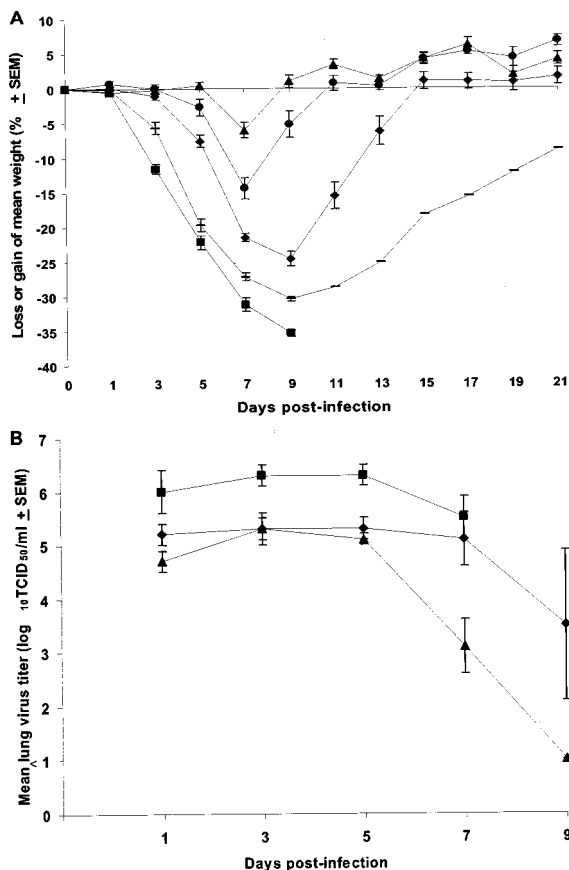 A
Loss or gain of mean weight (% ± SEM)
10
5
0
-5
-10
-15
-20
-25
-30
-35
-40
0 1 3 5 7 9 11 13 15 17 19 21
Days post-infection
B
Mean^lung virus titer (log 10TCID50/ml ± SEM)
7
6
5
4
3
2
1
0
1 3 5 7 9
Days post-infection